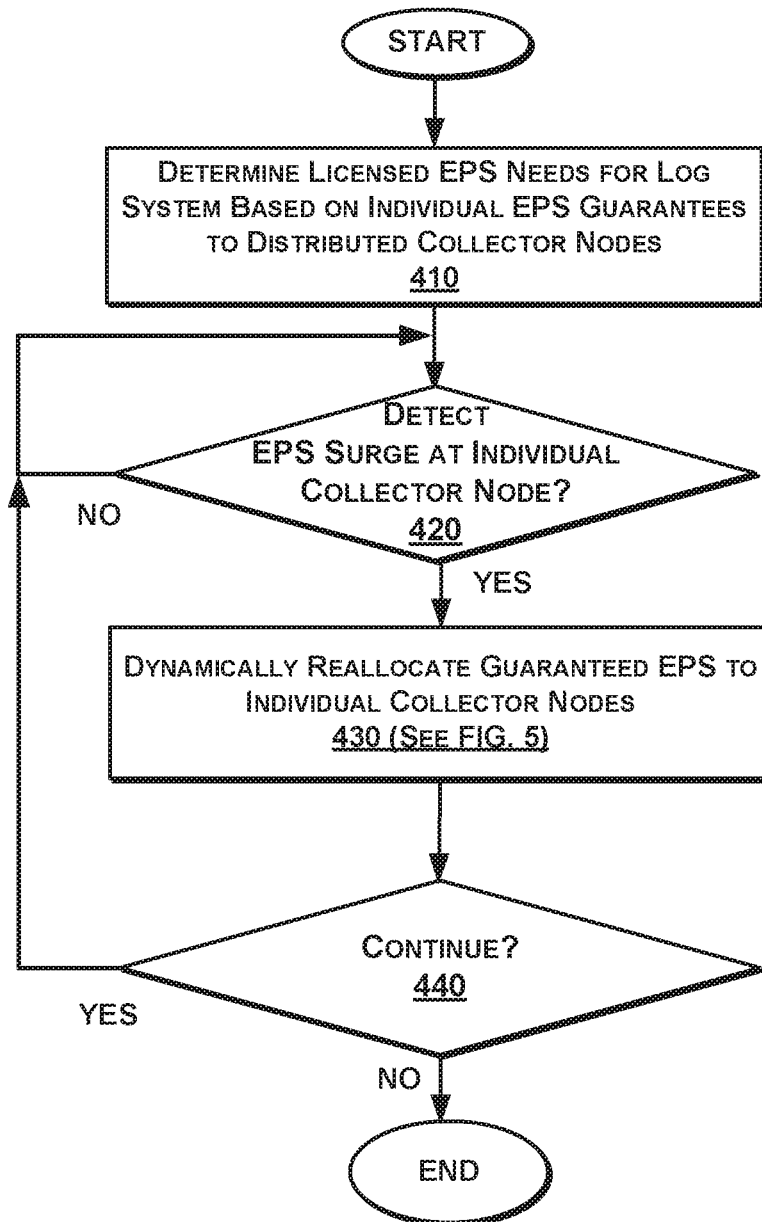 START
DETERMINE LICENSED EPS NEEDS FOR LOG
SYSTEM BASED ON INDIVIDUAL EPS GUARANTEES
TO DISTRIBUTED COLLECTOR NODES
410
DETECT
EPS SURGE AT INDIVIDUAL
COLLECTOR NODE?
420
NO
YES
DYNAMICALLY REALLOCATE GUARANTEED EPS TO
INDIVIDUAL COLLECTOR NODES
430 (SEE FIG. 5)
CONTINUE?
440
YES
NO
END